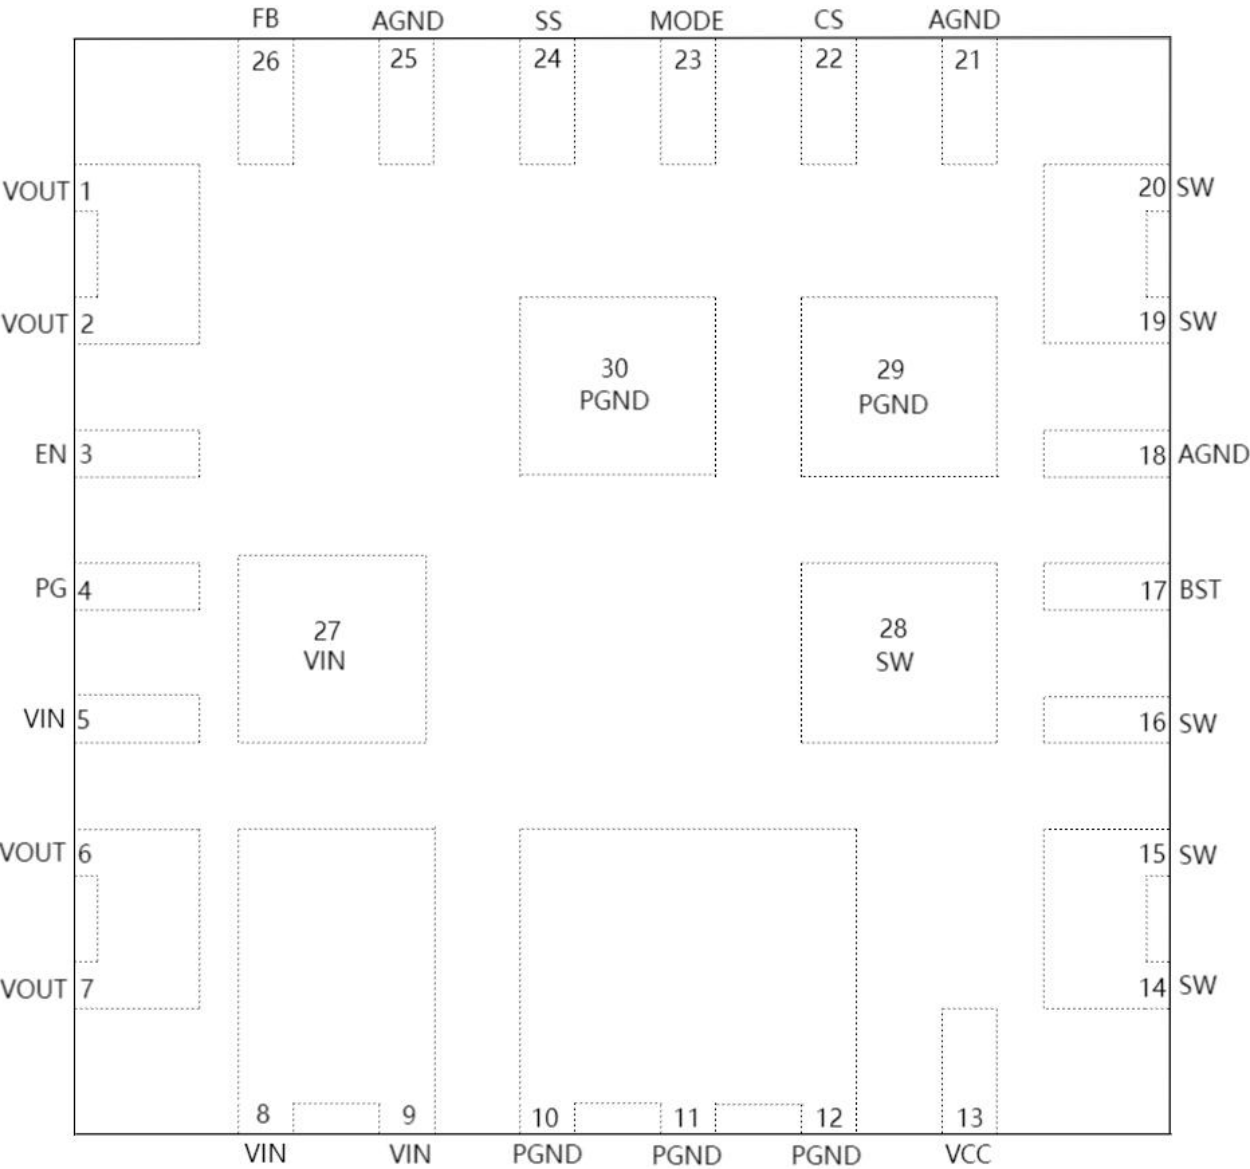 FB AGND SS MODE CS AGND
26 25 24 23 22 21
VOUT 1 20 SW
VOUT 2 19 SW
30 29
PGND PGND
EN 3 18 AGND
PG 4 17 BST
27 28
VIN SW
VIN 5 16 SW
VOUT 6 15 SW
VOUT 7 14 SW
8 9 10 11 12 13
VIN VIN PGND PGND PGND VCC